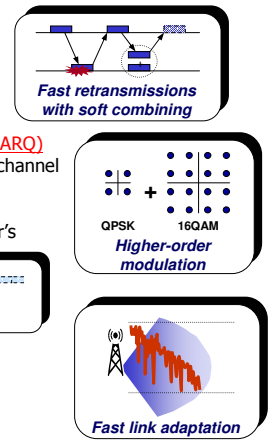 Fast retransmissions
with soft combining
ARQ)
channel
+
QPSK 16QAM
r's
Higher-order
modulation
Fast link adaptation